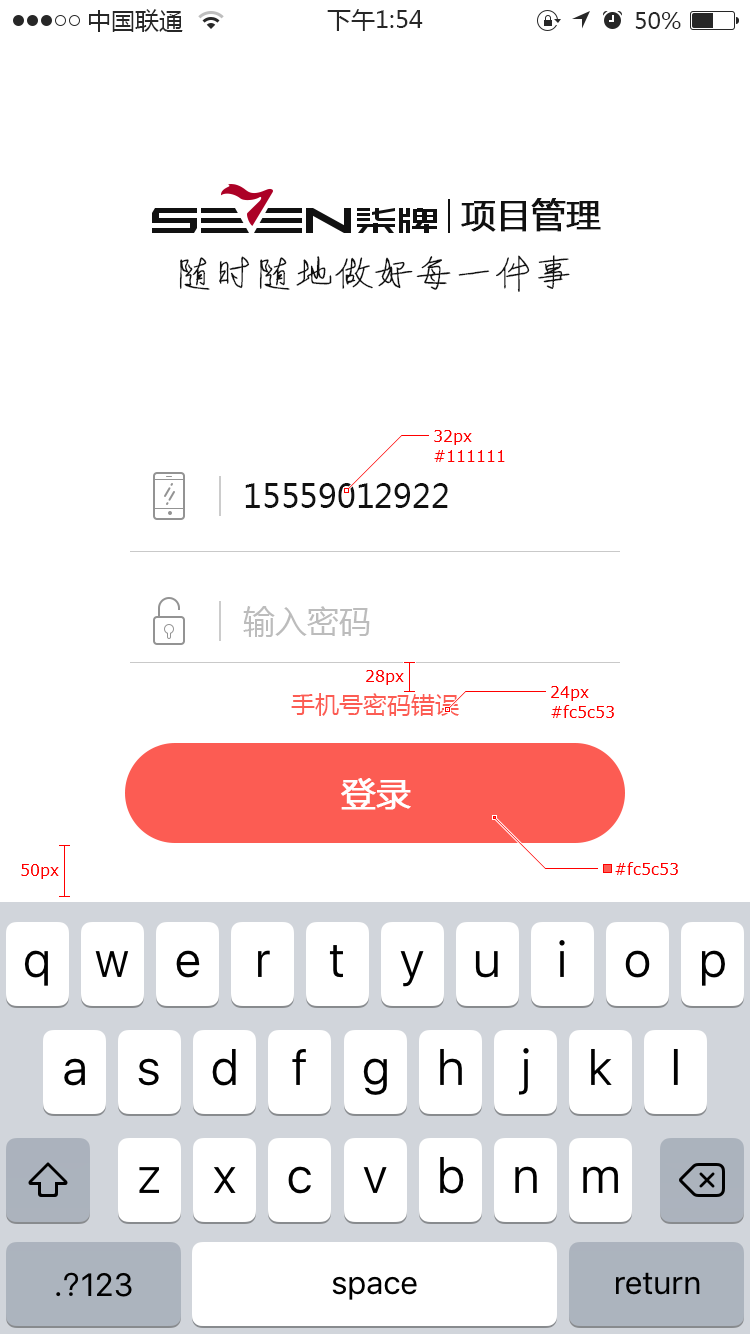 中国联通 下午1:54 50%
SEVEN柒牌 项目管理
随时随地做好每一件事
32px
#111111
15559012922
输入密码
28px
手机号密码错误
24px
#fc5c53
登录
50px
#fc5c53
q w e r t y u i o p
a s d f g h j k l
z x c v b n m
.?123 space return